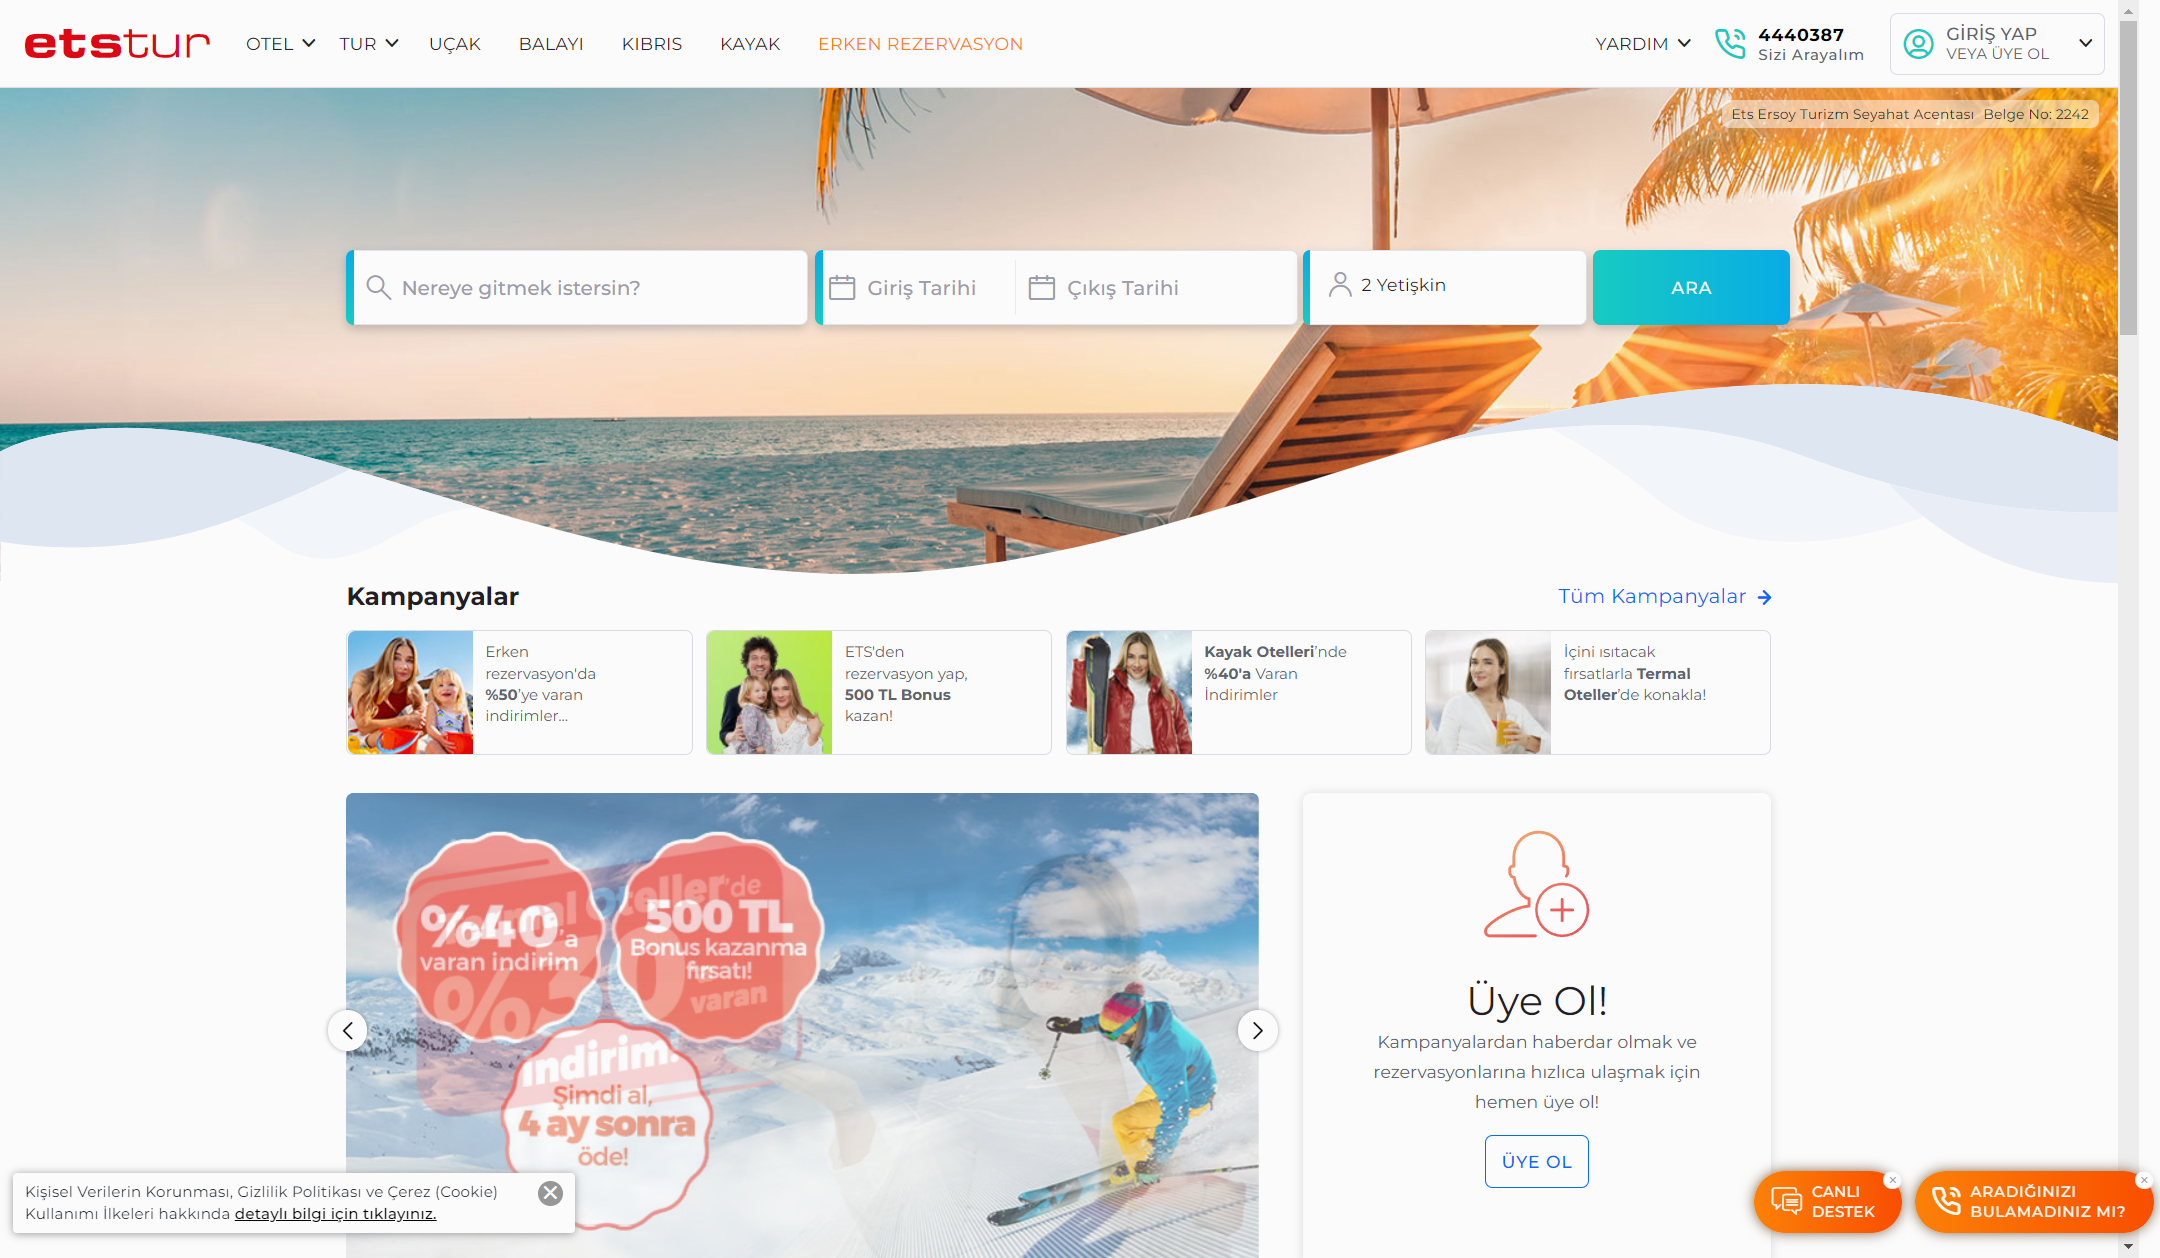 etstur
OTEL
TUR
UÇAK
BALAYI
KIBRIS
KAYAK
ERKEN REZERVASYON
YARDIM
4440387
Sizi Arayalım
GİRİŞ YAP
VEYA ÜYE OL
Ets Ersoy Turizm Seyahat Acentası Belge No: 2242
Nereye gitmek istersin?
Giriş Tarihi
Çıkış Tarihi
2 Yetişkin
ARA
Kampanyalar
Tüm Kampanyalar
Erken
rezervasyon'da
%50'ye varan
indirimler...
ETS'den
rezervasyon yap,
500 TL Bonus
kazan!
Kayak Otelleri'nde
%40'a Varan
İndirimler
İçini ısıtacak
fırsatlarla Termal
Oteller'de konakla!
Termal Oteller'de
%30
varan
indirim!
%40'a
varan indirim
500 TL
Bonus kazanma
fırsatı!
Şimdi al,
4 ay sonra
öde!
Üye Ol!
Kampanyalardan haberdar olmak ve
rezervasyonlarına hızlıca ulaşmak için
hemen üye ol!
ÜYE OL
Kişisel Verilerin Korunması, Gizlilik Politikası ve Çerez (Cookie)
Kullanımı İlkeleri hakkında detaylı bilgi için tıklayınız.
CANLI
DESTEK
ARADIĞINIZI
BULAMADINIZ MI?